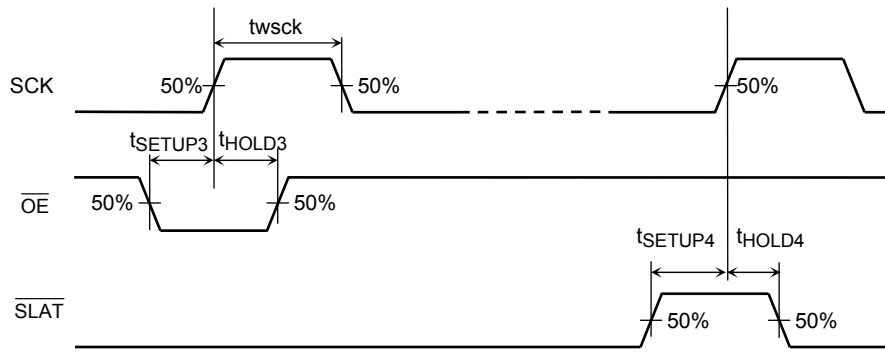 twsck
SCK
50%
50%
50%
tSETUP3
tHOLD3
OE
50%
50%
tSETUP4
tHOLD4
SLAT
50%
50%